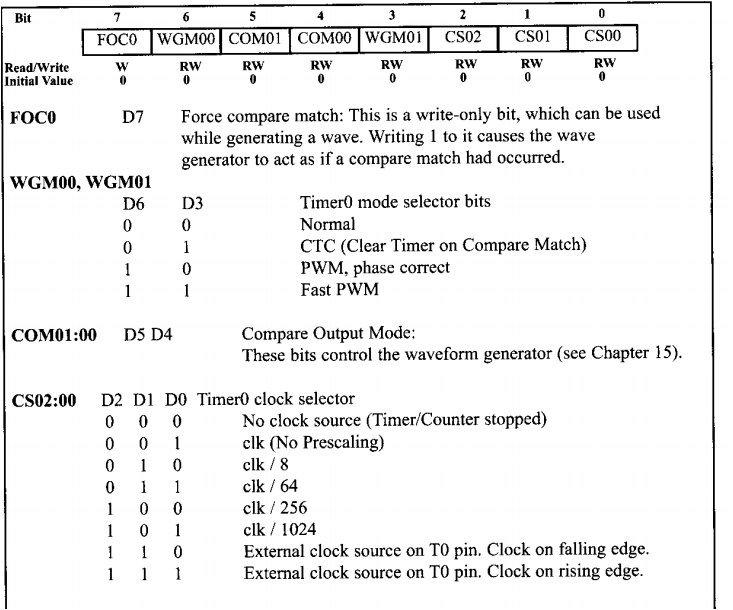 Bit 7 6 5 4 3 2 1 0
FOC0 WGM00 COM01 COM00 WGM01 CS02 CS01 CS00
Read/Write W RW RW RW RW RW RW RW
Initial Value 0 0 0 0 0 0 0 0
FOC0 D7 Force compare match: This is a write-only bit, which can be used
while generating a wave. Writing 1 to it causes the wave
generator to act as if a compare match had occurred.
WGM00, WGM01
D6 D3 Timer0 mode selector bits
0 0 Normal
0 1 CTC (Clear Timer on Compare Match)
1 0 PWM, phase correct
1 1 Fast PWM
COM01:00 D5 D4 Compare Output Mode:
These bits control the waveform generator (see Chapter 15).
CS02:00 D2 D1 D0 Timer0 clock selector
0 0 0 No clock source (Timer/Counter stopped)
0 0 1 clk (No Prescaling)
0 1 0 clk / 8
0 1 1 clk / 64
1 0 0 clk / 256
1 0 1 clk / 1024
1 1 0 External clock source on T0 pin. Clock on falling edge.
1 1 1 External clock source on T0 pin. Clock on rising edge.